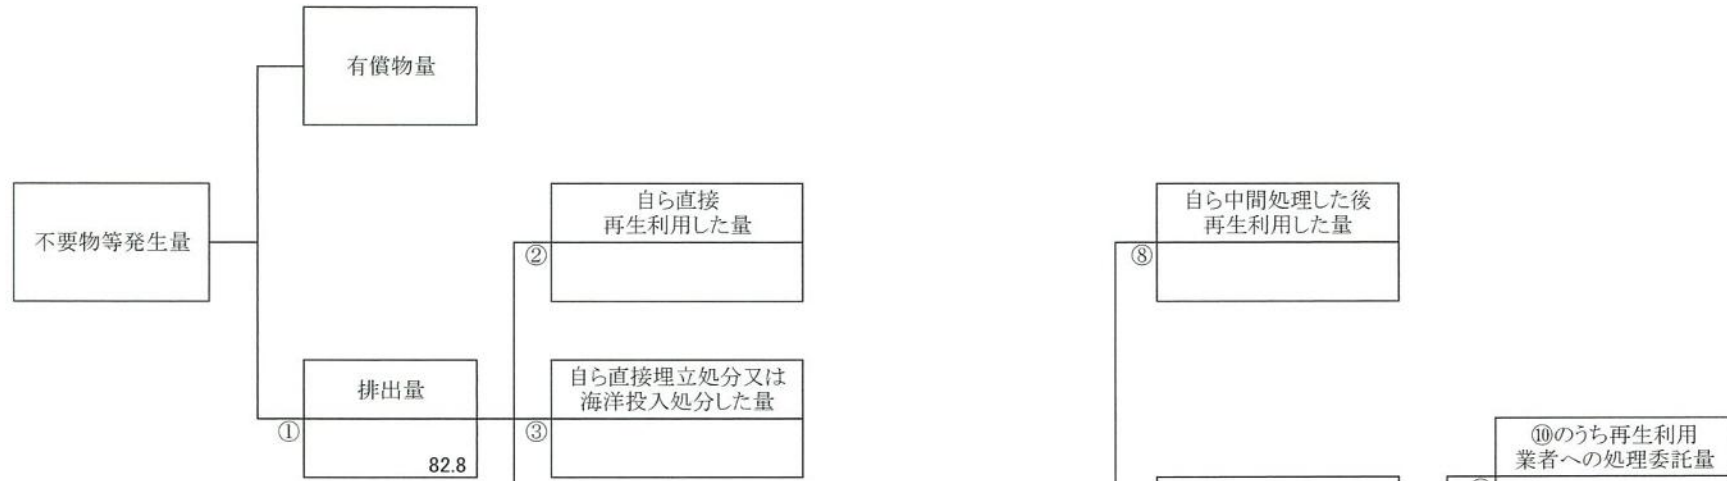 有償物量
不要物等発生量
自ら直接
再生利用した量
②
自ら中間処理した後
再生利用した量
⑧
排出量
①
82.8
自ら直接埋立処分又は
海洋投入処分した量
③
⑩のうち再生利用
業者への処理委託量